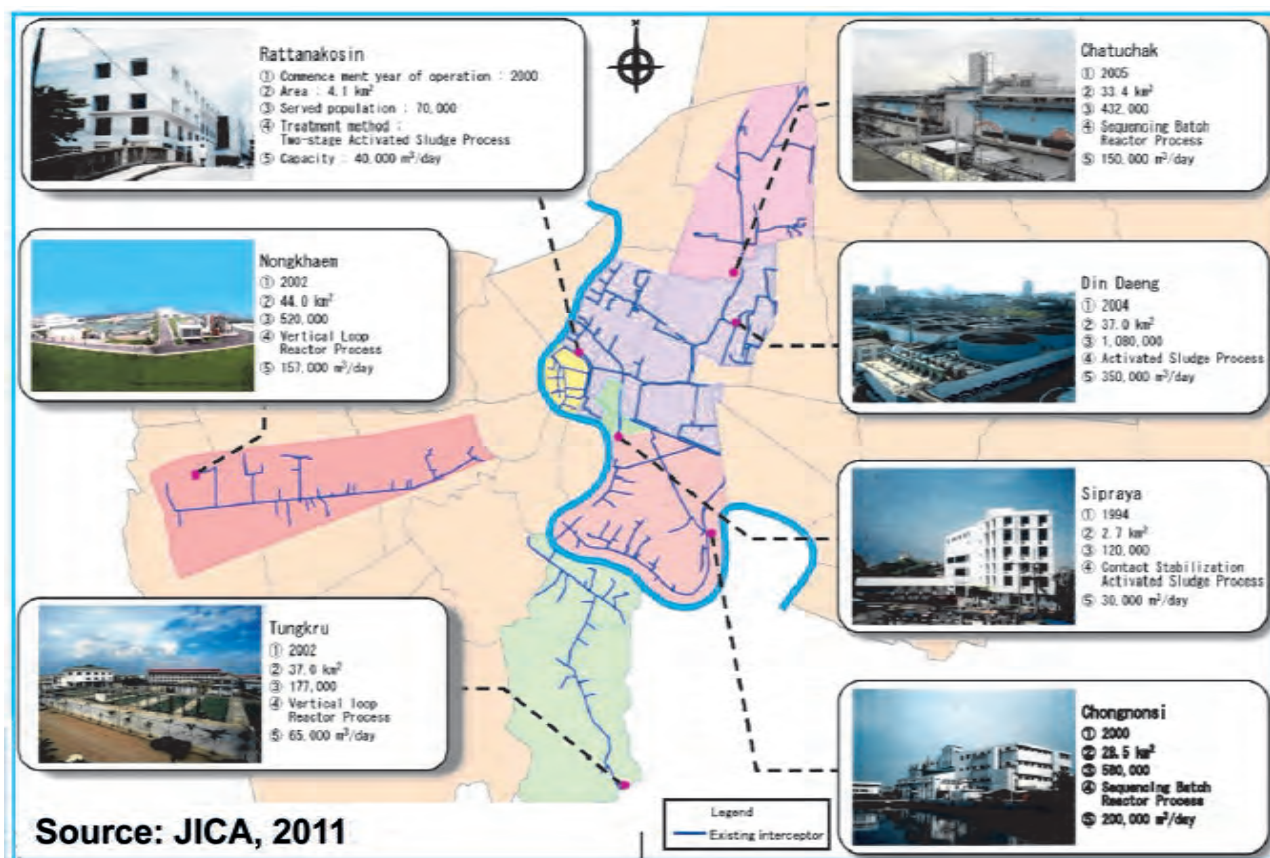 Rattanakosin
① Commence ment year of operation : 2000
② Area : 4.1 km²
③ Served population : 70,000
④ Treatment method :
Two-stage Activated Sludge Process
⑤ Capacity : 40,000 m³/day
Nongkhaem
① 2002
② 44.0 km²
③ 520,000
④ Vertical Loop
Reactor Process
⑤ 157,000 m³/day
Tungkru
① 2002
② 37.0 km²
③ 177,000
④ Vertical loop
Reactor Process
⑤ 65,000 m³/day
Chatuchak
① 2005
② 33.4 km²
③ 432,000
④ Sequencing Batch
Reactor Process
⑤ 150,000 m³/day
Din Daeng
① 2004
② 37.0 km²
③ 1,080,000
④ Activated Sludge Process
⑤ 350,000 m³/day
Sipraya
① 1994
② 2.7 km²
③ 120,000
④ Contact Stabilization
Activated Sludge Process
⑤ 30,000 m³/day
Chongnonsi
① 2000
② 28.5 km²
③ 580,000
④ Sequencing Batch
Reactor Process
⑤ 200,000 m³/day
Legend
Existing interceptor
Source: JICA, 2011